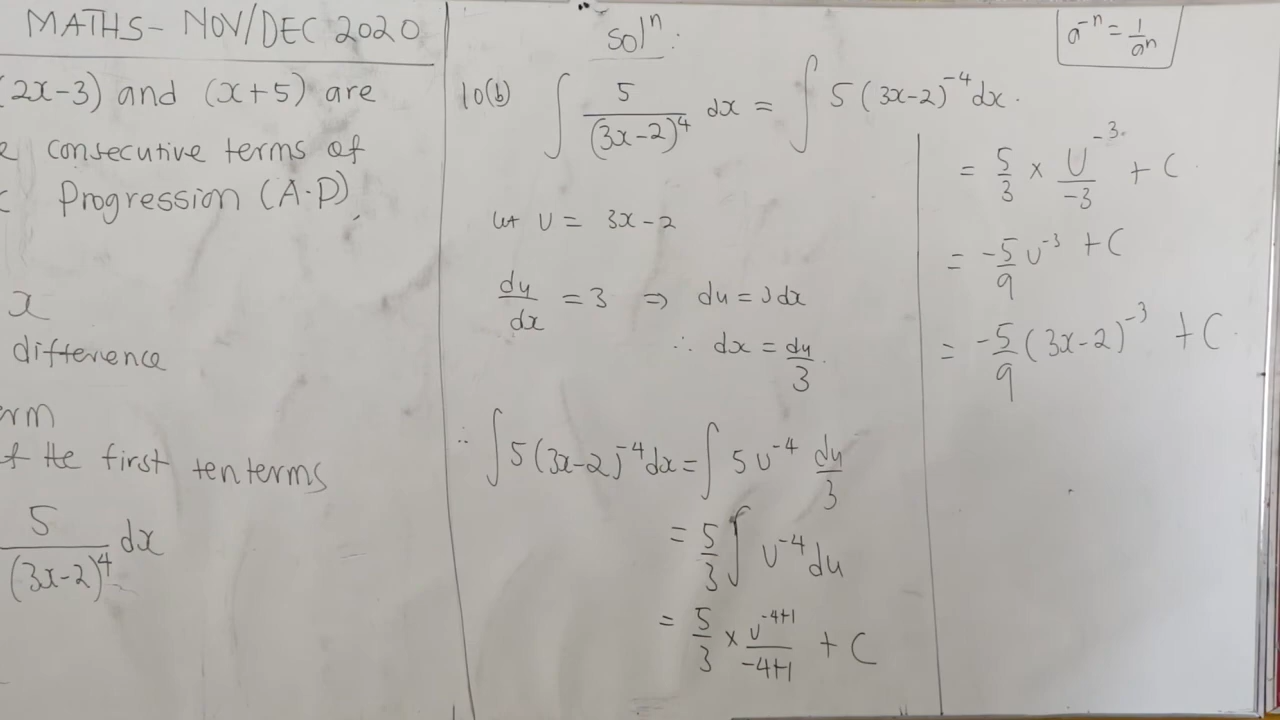 MATHS - NOV/DEC 2020
(2x-3) and (x+5) are
consecutive terms of
Progression (A.P),
x
difference
erm
of the first ten terms
5/(3x-2)^4 dx
Solⁿ:
a^-n = 1/a^n
10(b) ∫ 5/(3x-2)^4 dx = ∫ 5(3x-2)^-4 dx.
let u = 3x-2
du/dx = 3 ⇒ du = 3dx
∴ dx = du/3.
∴ ∫ 5(3x-2)^-4 dx = ∫ 5u^-4 du/3
= 5/3 ∫ u^-4 du
= 5/3 × u^(-4+1)/(-4+1) + C
= 5/3 × u^-3/-3 + C
= -5/9 u^-3 + C
= -5/9 (3x-2)^-3 + C.